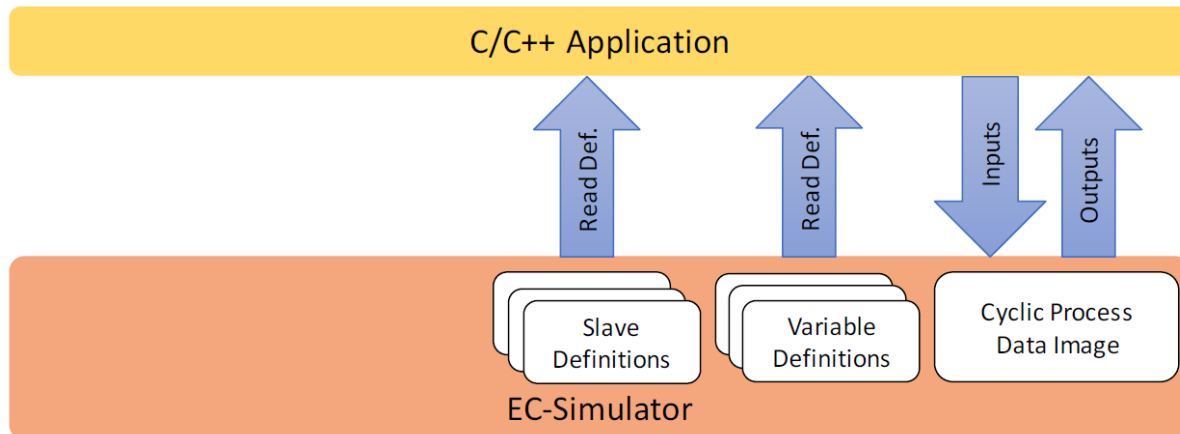 C/C++ Application
Read Def.
Read Def.
Inputs
Outputs
Slave
Definitions
Variable
Definitions
Cyclic Process
Data Image
EC-Simulator